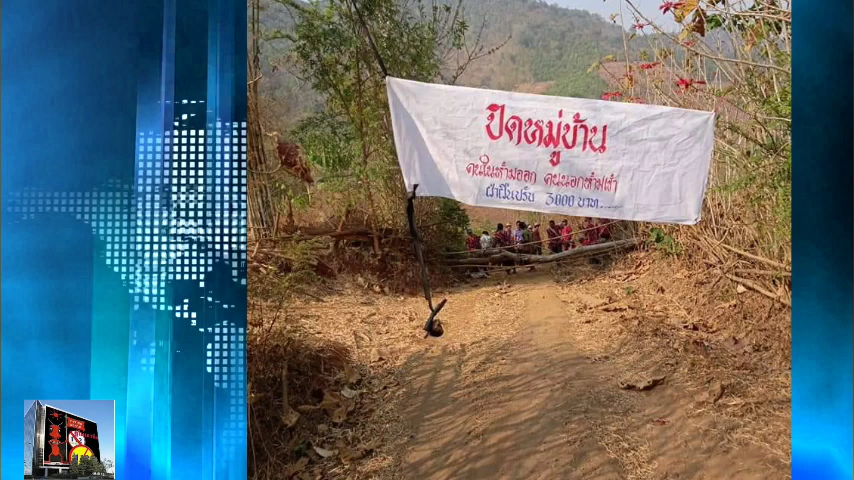 ปิดหมู่บ้าน
คนในห้ามออก คนนอกห้ามเข้า
ฝ่าฝืนปรับ 3000 บาท.....